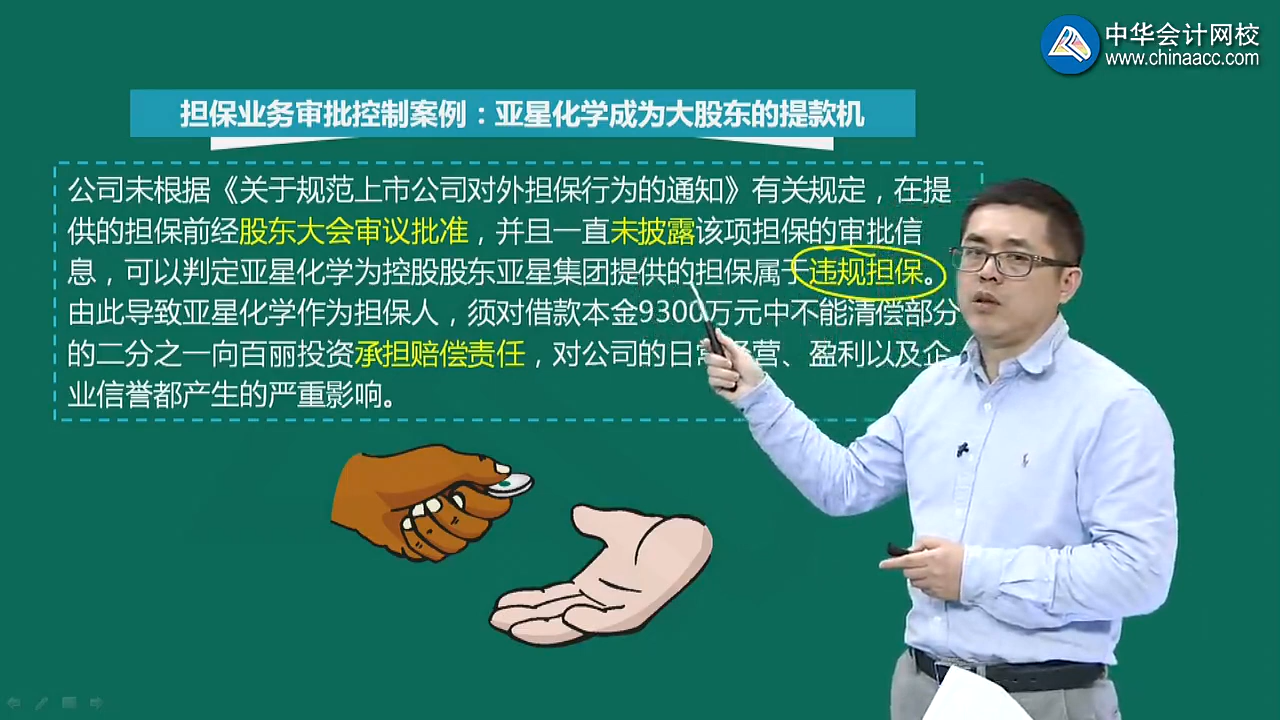 中华会计网校
www.chinaacc.com
担保业务审批控制案例：亚星化学成为大股东的提款机
公司未根据《关于规范上市公司对外担保行为的通知》有关规定，在提
供的担保前经股东大会审议批准，并且一直未披露该项担保的审批信
息，可以判定亚星化学为控股股东亚星集团提供的担保属于违规担保。
由此导致亚星化学作为担保人，须对借款本金9300万元中不能清偿部分
的二分之一向百丽投资承担赔偿责任，对公司的日常经营、盈利以及企
业信誉都产生的严重影响。